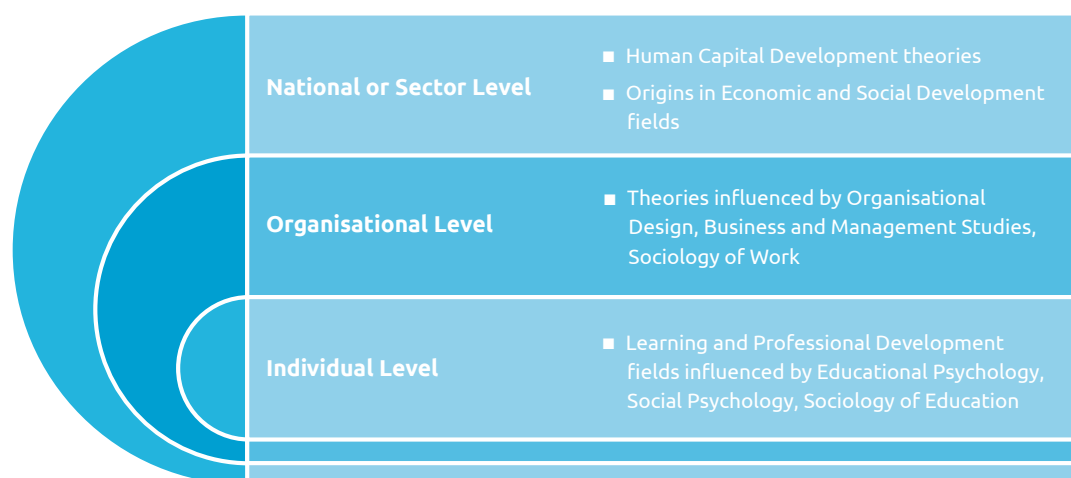 National or Sector Level
■ Human Capital Development theories
■ Origins in Economic and Social Development
fields
Organisational Level
■ Theories influenced by Organisational
Design, Business and Management Studies,
Sociology of Work
Individual Level
■ Learning and Professional Development
fields influenced by Educational Psychology,
Social Psychology, Sociology of Education